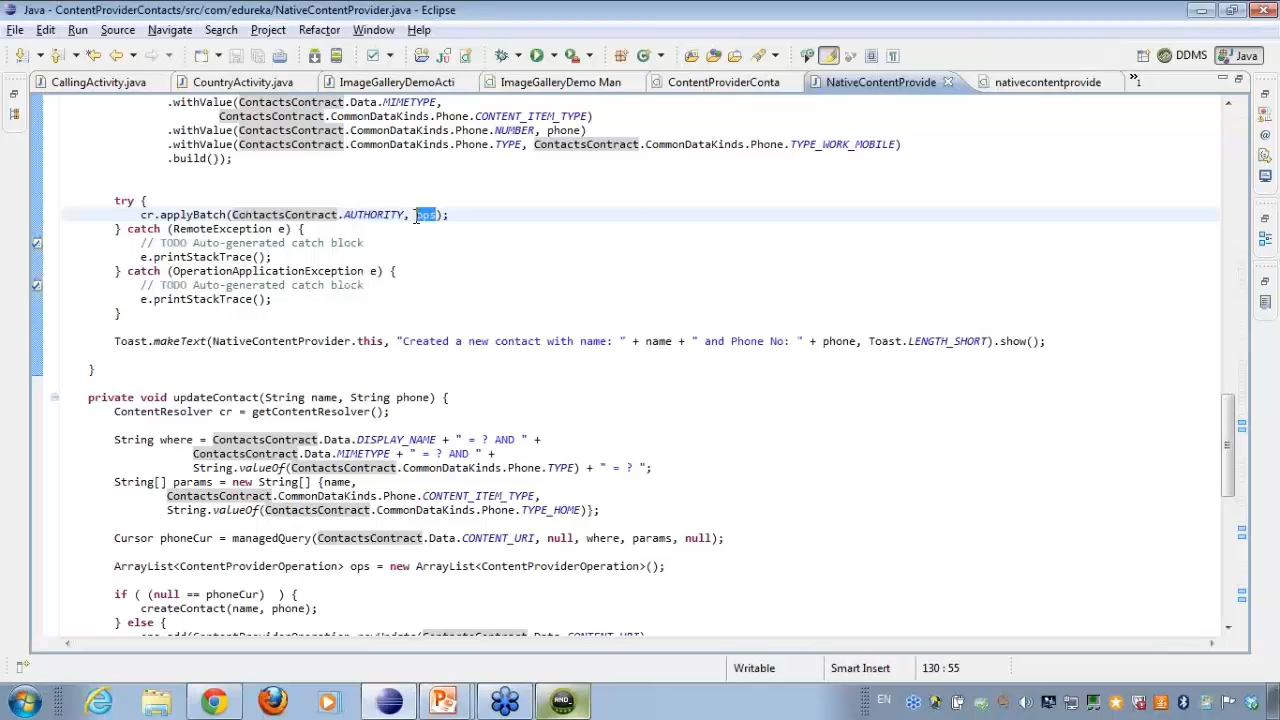 Java - ContentProviderContacts/src/com/edureka/NativeContentProvider.java - Eclipse
File Edit Run Source Navigate Search Project Refactor Window Help
DDMS Java
CallingActivity.java CountryActivity.java ImageGalleryDemoActi ImageGalleryDemo Man ContentProviderConta NativeContentProvide nativecontentprovide 1
.withValue(ContactsContract.Data.MIMETYPE,
ContactsContract.CommonDataKinds.Phone.CONTENT_ITEM_TYPE)
.withValue(ContactsContract.CommonDataKinds.Phone.NUMBER, phone)
.withValue(ContactsContract.CommonDataKinds.Phone.TYPE, ContactsContract.CommonDataKinds.Phone.TYPE_WORK_MOBILE)
.build());
try {
cr.applyBatch(ContactsContract.AUTHORITY, ops);
} catch (RemoteException e) {
// TODO Auto-generated catch block
e.printStackTrace();
} catch (OperationApplicationException e) {
// TODO Auto-generated catch block
e.printStackTrace();
}
Toast.makeText(NativeContentProvider.this, "Created a new contact with name: " + name + " and Phone No: " + phone, Toast.LENGTH_SHORT).show();
}
private void updateContact(String name, String phone) {
ContentResolver cr = getContentResolver();
String where = ContactsContract.Data.DISPLAY_NAME + " = ? AND " +
ContactsContract.Data.MIMETYPE + " = ? AND " +
String.valueOf(ContactsContract.CommonDataKinds.Phone.TYPE) + " = ? ";
String[] params = new String[] {name,
ContactsContract.CommonDataKinds.Phone.CONTENT_ITEM_TYPE,
String.valueOf(ContactsContract.CommonDataKinds.Phone.TYPE_HOME)};
Cursor phoneCur = managedQuery(ContactsContract.Data.CONTENT_URI, null, where, params, null);
ArrayList<ContentProviderOperation> ops = new ArrayList<ContentProviderOperation>();
if ( (null == phoneCur) ) {
createContact(name, phone);
} else {
ops.add(ContentProviderOperation.newUpdate(ContactsContract.Data.CONTENT_URI)
Writable Smart Insert 130 : 55
EN